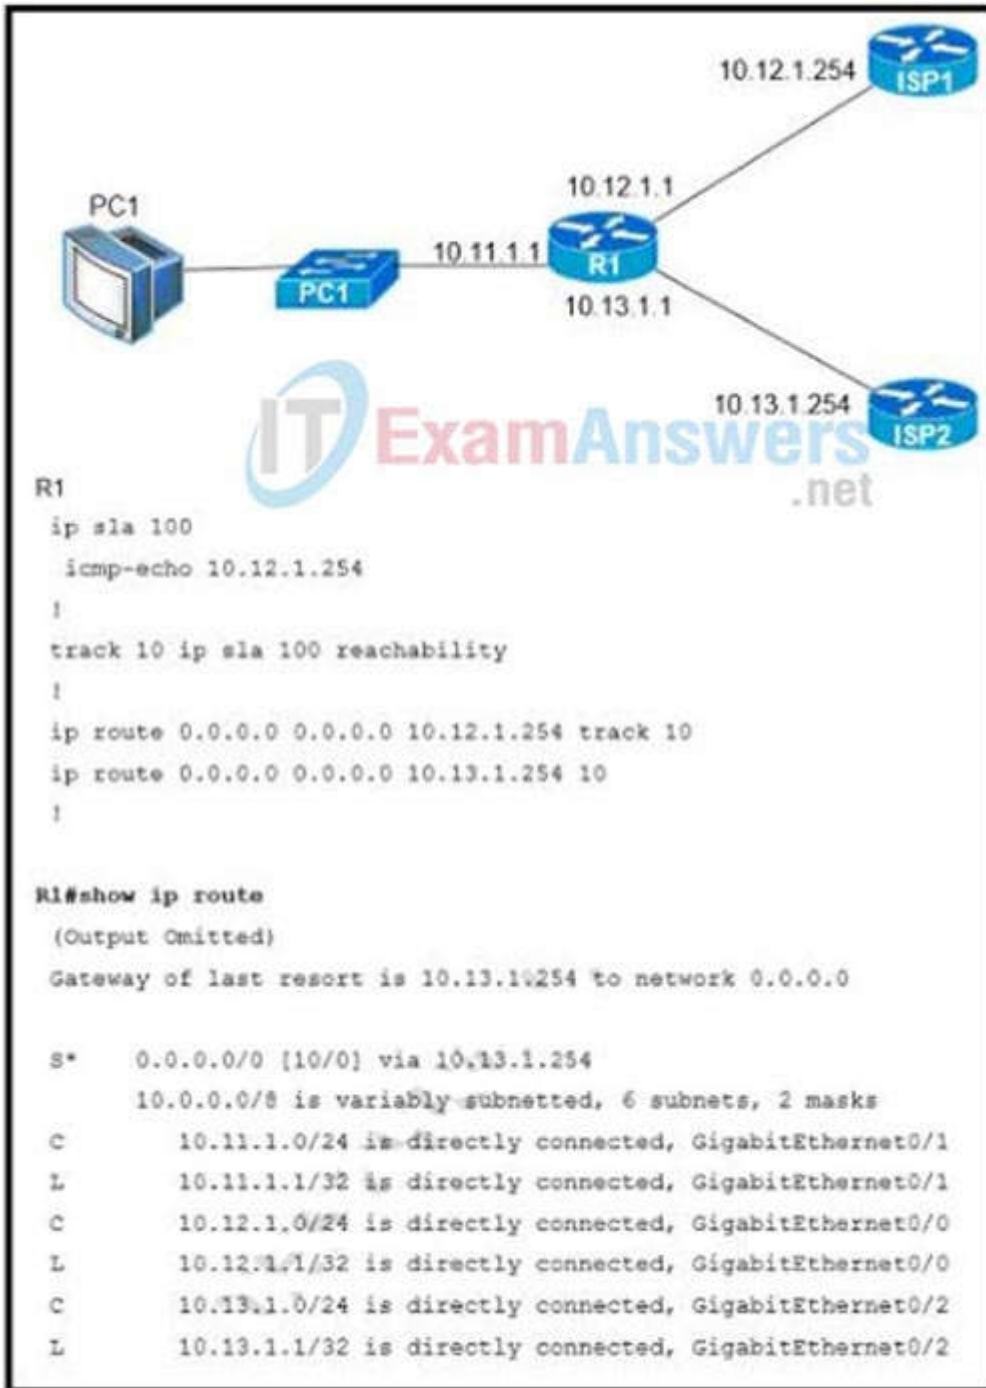 10.12.1.254
ISP1
10.12.1.1
PC1
10.11.1.1
R1
PC1
10.13.1.1
10.13.1.254
ISP2
IT ExamAnswers
.net
R1
ip sla 100
icmp-echo 10.12.1.254
!
track 10 ip sla 100 reachability
!
ip route 0.0.0.0 0.0.0.0 10.12.1.254 track 10
ip route 0.0.0.0 0.0.0.0 10.13.1.254 10
!
R1#show ip route
(Output Omitted)
Gateway of last resort is 10.13.1.254 to network 0.0.0.0
S* 0.0.0.0/0 [10/0] via 10.13.1.254
10.0.0.0/8 is variably subnetted, 6 subnets, 2 masks
C 10.11.1.0/24 is directly connected, GigabitEthernet0/1
L 10.11.1.1/32 is directly connected, GigabitEthernet0/1
C 10.12.1.0/24 is directly connected, GigabitEthernet0/0
L 10.12.1.1/32 is directly connected, GigabitEthernet0/0
C 10.13.1.0/24 is directly connected, GigabitEthernet0/2
L 10.13.1.1/32 is directly connected, GigabitEthernet0/2